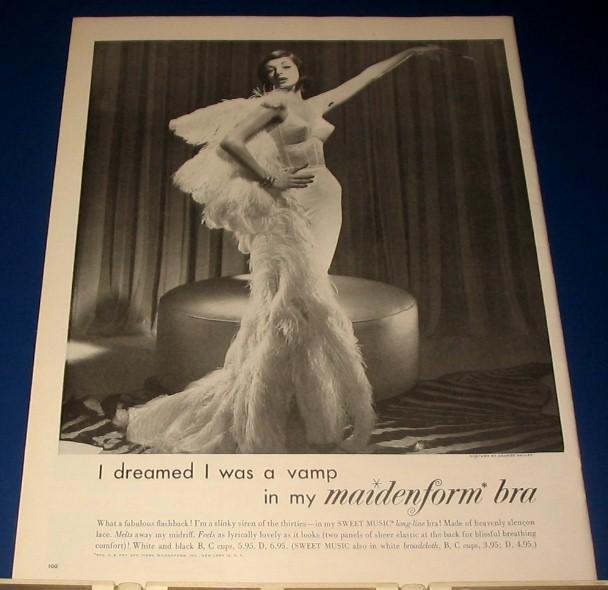 I dreamed I was a vamp
in my maidenform* bra
What a fabulous flashback! I'm a slinky siren of the thirties—in my SWEET MUSIC* long-line bra! Made of heavenly alençon
lace. Melts away my midriff. Feels as lyrically lovely as it looks (two panels of sheer elastic at the back for blissful breathing
comfort)! White and black B, C cups, 5.95. D, 6.95. (SWEET MUSIC also in white broadcloth, B, C cups, 3.95; D, 4.95.)
100